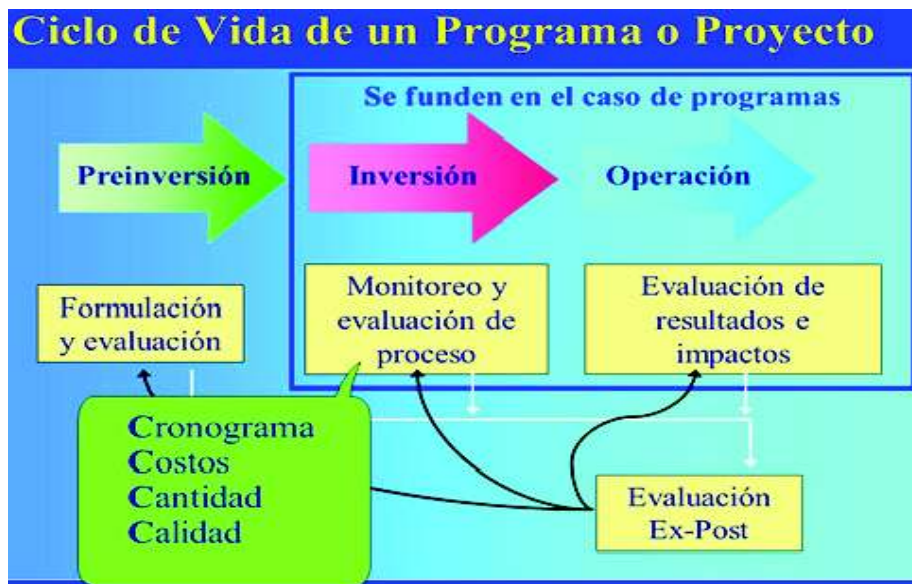 Ciclo de Vida de un Programa o Proyecto
Se funden en el caso de programas
Preinversión
Inversión
Operación
Formulación
y evaluación
Monitoreo y
evaluación de
proceso
Evaluación de
resultados e
impactos
Cronograma
Costos
Cantidad
Calidad
Evaluación
Ex-Post